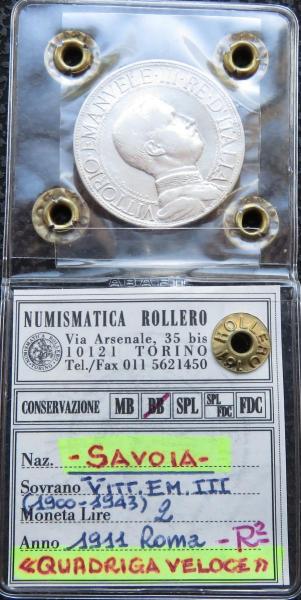 VITTORIO EMANVELE III RE D'ITALIA
NUMISMATICA ROLLERO
Via Arsenale, 35 bis
10121 TORINO
Tel./Fax 011 5621450
ROLLERO
TORINO
CONSERVAZIONE MB BB SPL SPL FDC FDC
Naz. - SAVOIA -
Sovrano VITT. EM. III
(1900-1943)
Moneta Lire 2
Anno 1911 Roma - R2
«QUADRIGA VELOCE»